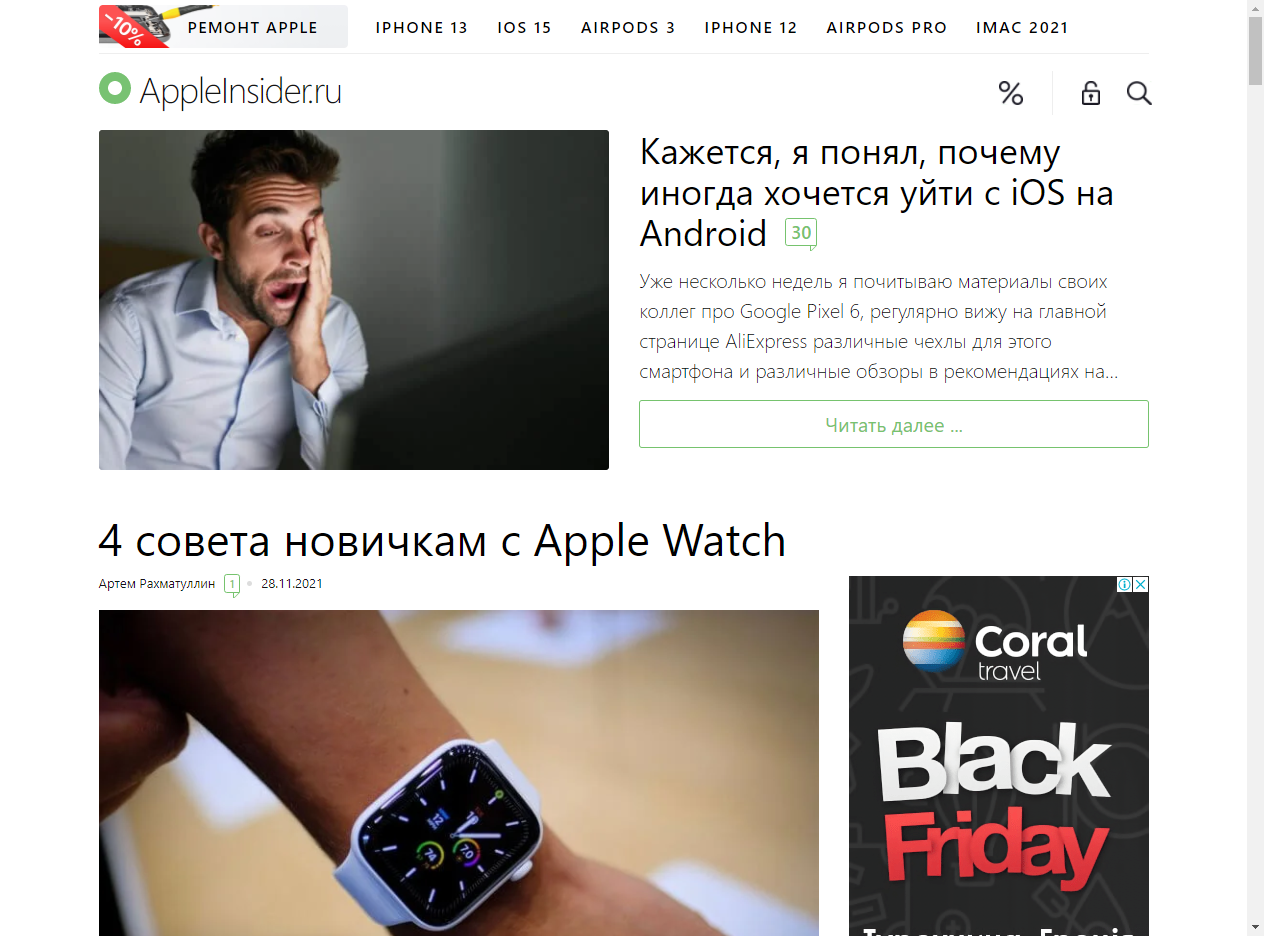 -10%
РЕМОНТ APPLE
IPHONE 13
IOS 15
AIRPODS 3
IPHONE 12
AIRPODS PRO
IMAC 2021
AppleInsider.ru
Кажется, я понял, почему
иногда хочется уйти с iOS на
Android 30
Уже несколько недель я почитываю материалы своих
коллег про Google Pixel 6, регулярно вижу на главной
странице AliExpress различные чехлы для этого
смартфона и различные обзоры в рекомендациях на...
Читать далее ...
4 совета новичкам с Apple Watch
Артем Рахматуллин 1 28.11.2021
Coral
travel
Black
Friday